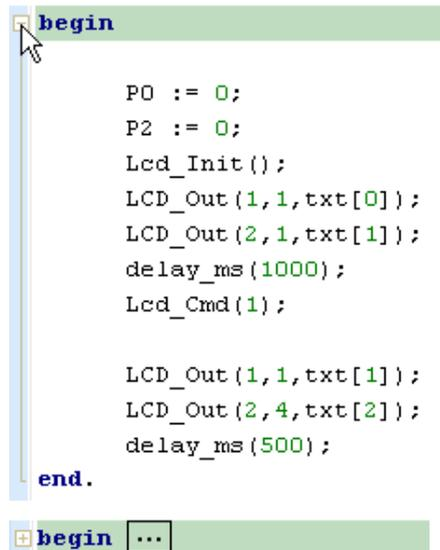 begin
P0 := 0;
P2 := 0;
Lcd_Init();
LCD_Out(1,1,txt[0]);
LCD_Out(2,1,txt[1]);
delay_ms(1000);
Lcd_Cmd(1);
LCD_Out(1,1,txt[1]);
LCD_Out(2,4,txt[2]);
delay_ms(500);
end.
begin ...